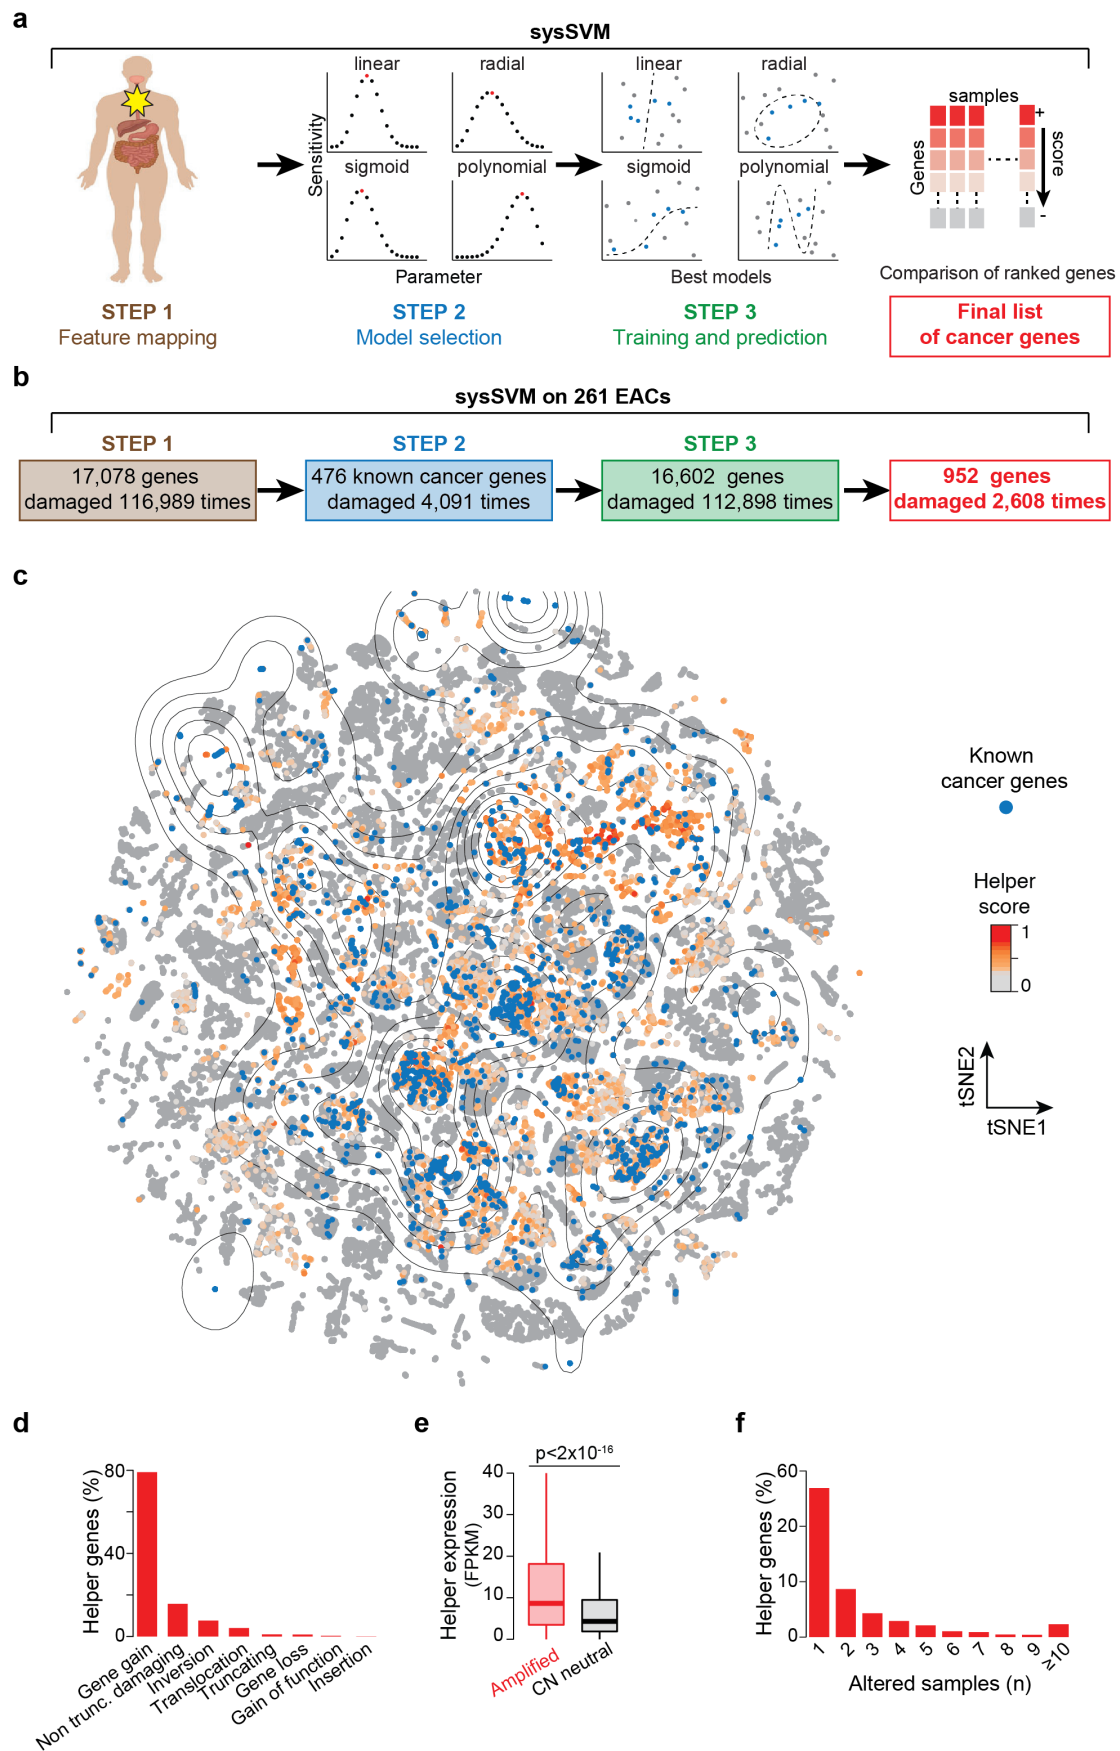 a
sysSVM
linear
radial
linear
radial
Sensitivity
sigmoid
polynomial
sigmoid
polynomial
samples
Genes
+
score
-
Parameter
Best models
Comparison of ranked genes
STEP 1
Feature mapping
STEP 2
Model selection
STEP 3
Training and prediction
Final list
of cancer genes
b
sysSVM on 261 EACs
STEP 1
STEP 2
STEP 3
17,078 genes
damaged 116,989 times
476 known cancer genes
damaged 4,091 times
16,602 genes
damaged 112,898 times
952 genes
damaged 2,608 times
c
Known
cancer genes
Helper
score
1
0
tSNE2
tSNE1
d
Helper genes (%)
80
40
0
Gene gain
Non trunc. damaging
Inversion
Translocation
Truncating
Gene loss
Gain of function
Insertion
e
p<2x10⁻¹⁶
Helper expression
(FPKM)
40
30
20
10
0
Amplified
CN neutral
f
Helper genes (%)
60
20
10
0
1
2
3
4
5
6
7
8
9
≥10
Altered samples (n)